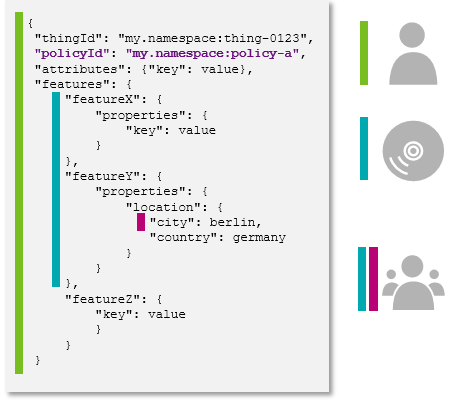 {
"thingId": "my.namespace:thing-0123",
"policyId": "my.namespace:policy-a",
"attributes": {"key": value},
"features": {
"featureX": {
"properties": {
"key": value
}
},
"featureY": {
"properties": {
"location": {
"city": berlin,
"country": germany
}
}
},
"featureZ": {
"key": value
}
}
}